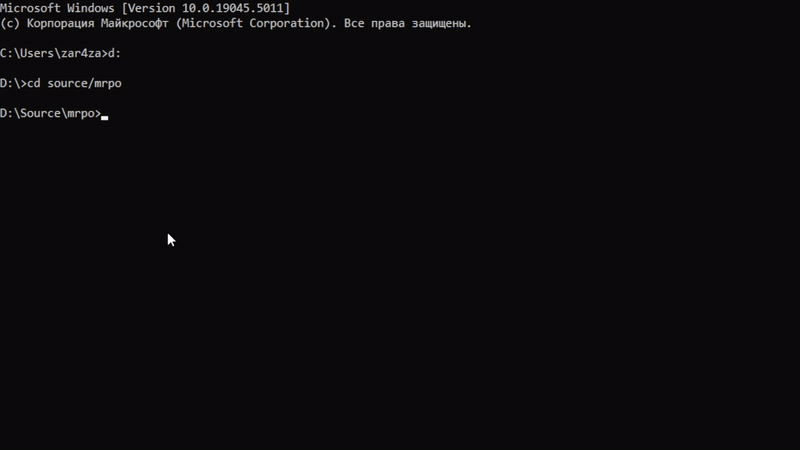 Microsoft Windows [Version 10.0.19045.5011]
(c) Корпорация Майкрософт (Microsoft Corporation). Все права защищены.
C:\Users\zar4za>d:
D:\>cd source/mrpo
D:\Source\mrpo>